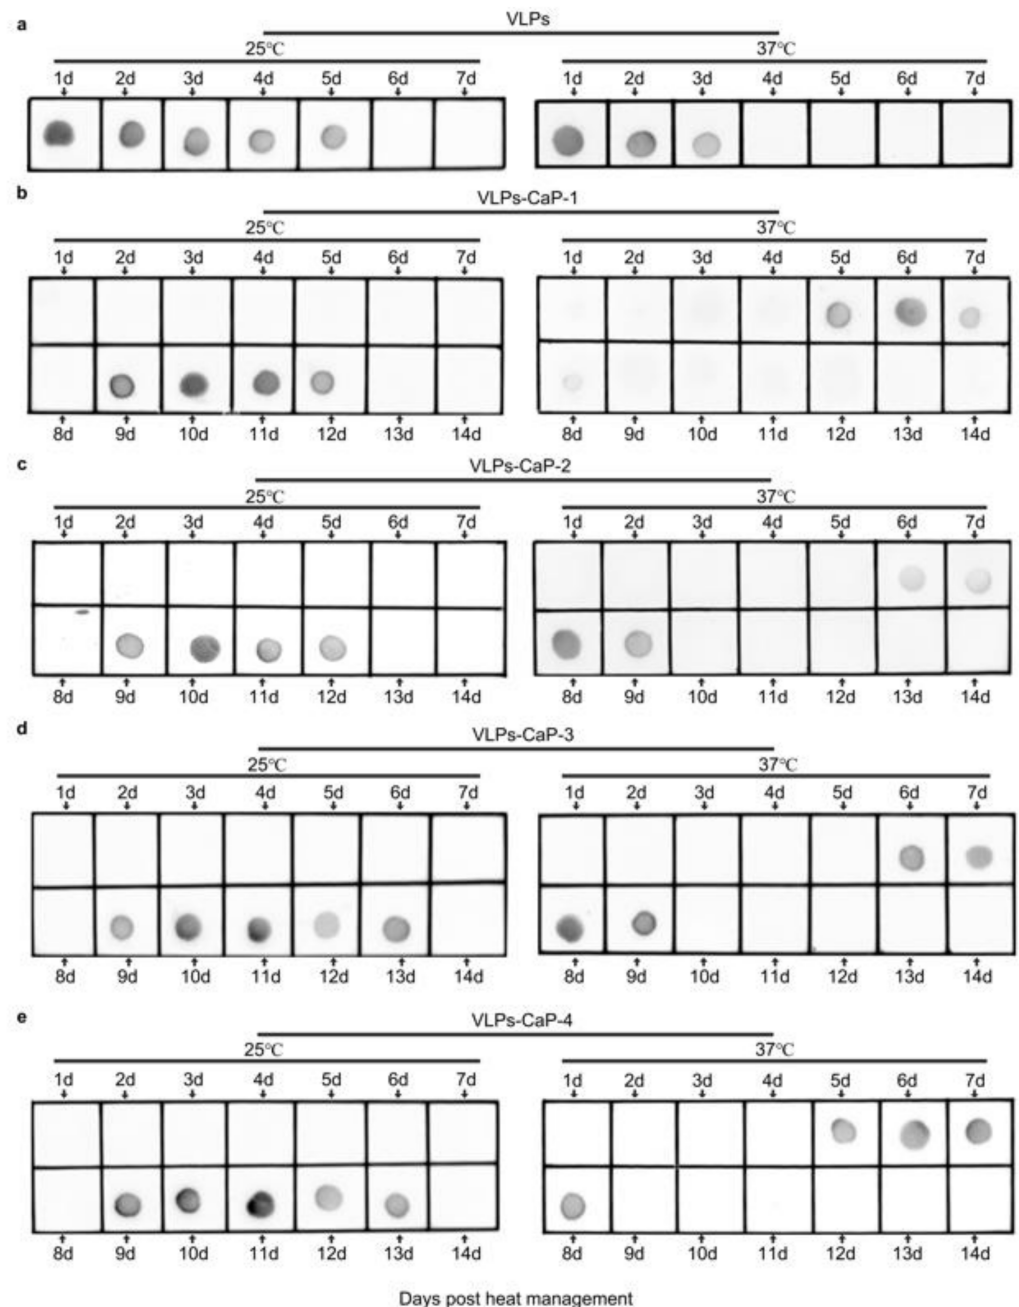 a
VLPs
25℃ 37℃
1d 2d 3d 4d 5d 6d 7d 1d 2d 3d 4d 5d 6d 7d
b
VLPs-CaP-1
25℃ 37℃
1d 2d 3d 4d 5d 6d 7d 1d 2d 3d 4d 5d 6d 7d
8d 9d 10d 11d 12d 13d 14d 8d 9d 10d 11d 12d 13d 14d
c
VLPs-CaP-2
25℃ 37℃
1d 2d 3d 4d 5d 6d 7d 1d 2d 3d 4d 5d 6d 7d
8d 9d 10d 11d 12d 13d 14d 8d 9d 10d 11d 12d 13d 14d
d
VLPs-CaP-3
25℃ 37℃
1d 2d 3d 4d 5d 6d 7d 1d 2d 3d 4d 5d 6d 7d
8d 9d 10d 11d 12d 13d 14d 8d 9d 10d 11d 12d 13d 14d
e
VLPs-CaP-4
25℃ 37℃
1d 2d 3d 4d 5d 6d 7d 1d 2d 3d 4d 5d 6d 7d
8d 9d 10d 11d 12d 13d 14d 8d 9d 10d 11d 12d 13d 14d
Days post heat management